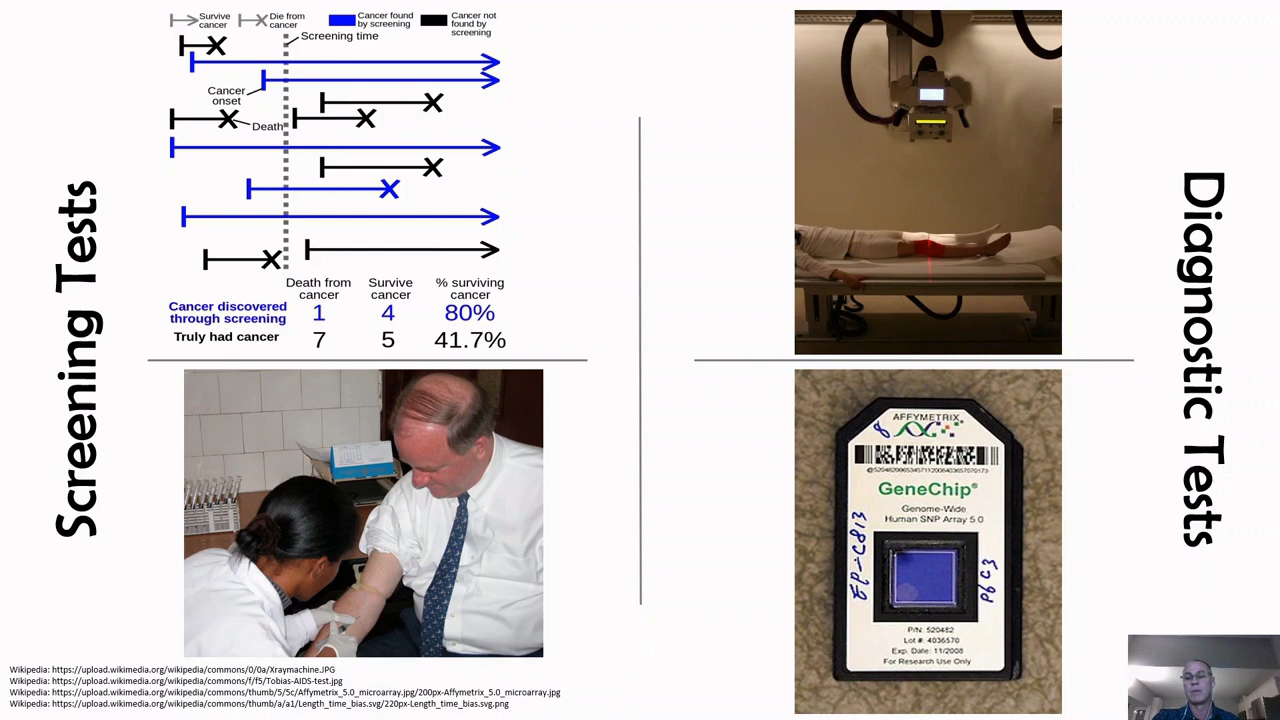 Survive
cancer
Die from
cancer
Cancer found
by screening
Cancer not
found by
screening
Screening time
Cancer
onset
Death
Death from
cancer
Survive
cancer
% surviving
cancer
Cancer discovered
through screening
1
4
80%
Truly had cancer
7
5
41.7%
Screening Tests
Diagnostic Tests
8
AFFYMETRIX
GeneChip®
Genome-Wide
Human SNP Array 5.0
EP-C813
P6C3
P/N: 520482
Lot #: 4036570
Exp. Date: 11/2008
For Research Use Only
Wikipedia: https://upload.wikimedia.org/wikipedia/commons/0/0a/Xraymachine.JPG
Wikipedia: https://upload.wikimedia.org/wikipedia/commons/f/f5/Tobias-AIDS-test.jpg
Wikipedia: https://upload.wikimedia.org/wikipedia/commons/thumb/5/5c/Affymetrix_5.0_microarray.jpg/200px-Affymetrix_5.0_microarray.jpg
Wikipedia: https://upload.wikimedia.org/wikipedia/commons/thumb/a/a1/Length_time_bias.svg/220px-Length_time_bias.svg.png